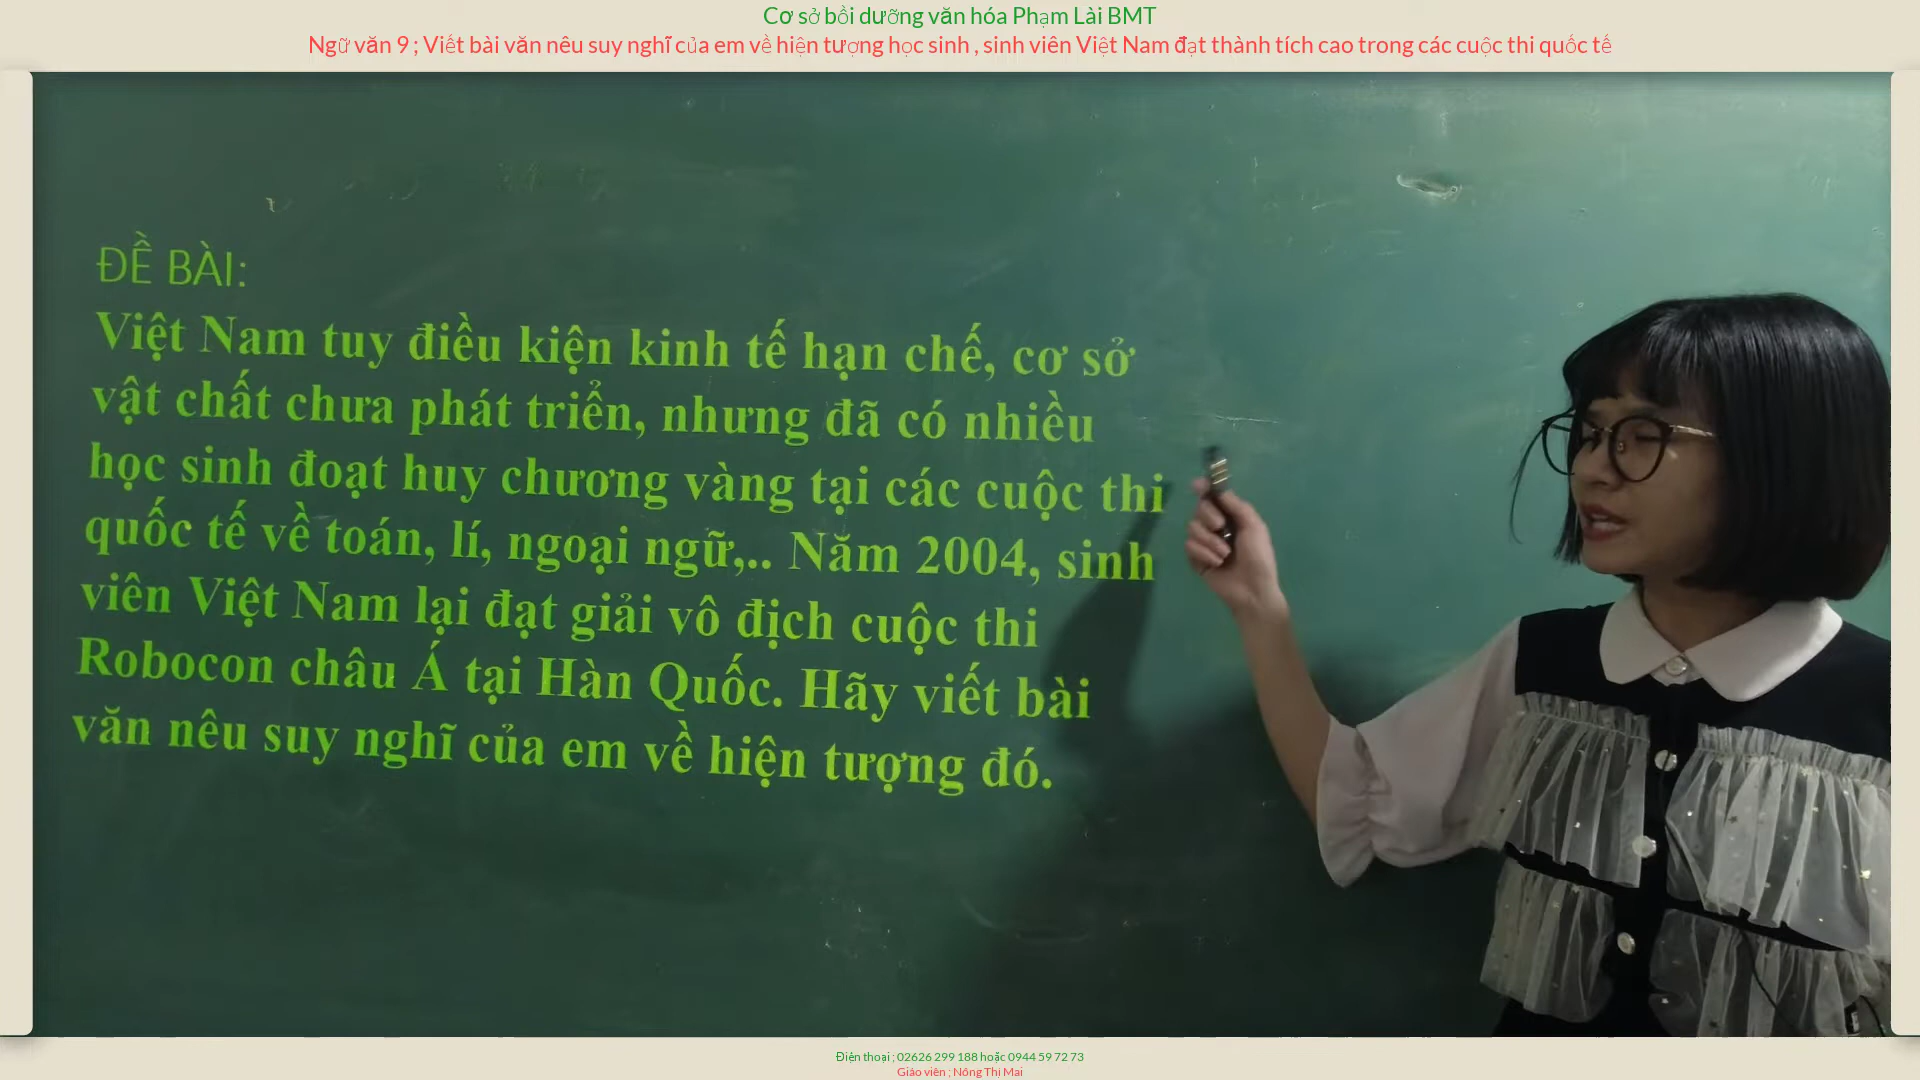 Cơ sở bồi dưỡng văn hóa Phạm Lài BMT
Ngữ văn 9 ; Viết bài văn nêu suy nghĩ của em về hiện tượng học sinh , sinh viên Việt Nam đạt thành tích cao trong các cuộc thi quốc tế
ĐỀ BÀI:
Việt Nam tuy điều kiện kinh tế hạn chế, cơ sở
vật chất chưa phát triển, nhưng đã có nhiều
học sinh đoạt huy chương vàng tại các cuộc thi
quốc tế về toán, lí, ngoại ngữ,.. Năm 2004, sinh
viên Việt Nam lại đạt giải vô địch cuộc thi
Robocon châu Á tại Hàn Quốc. Hãy viết bài
văn nêu suy nghĩ của em về hiện tượng đó.
Điện thoại ; 02626 299 188 hoặc 0944 59 72 73
Giáo viên ; Nông Thị Mai